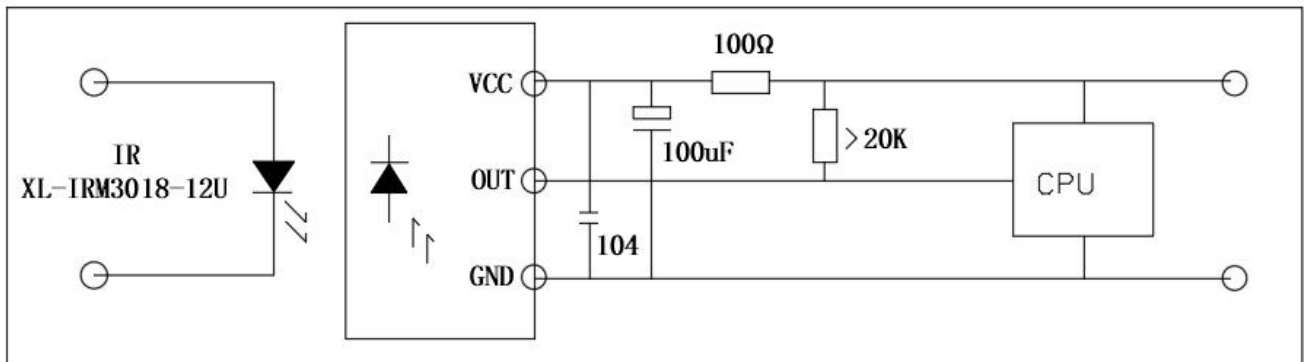 100Ω
VCC
IR
XL-IRM3018-12U
100uF
>20K
OUT
CPU
104
GND